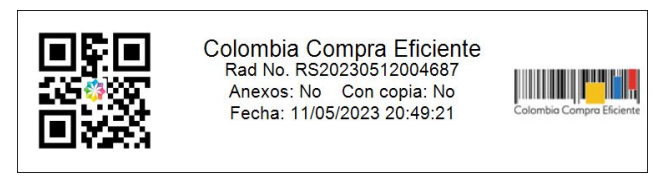 Colombia Compra Eficiente
Rad No. RS20230512004687
Anexos: No Con copia: No
Fecha: 11/05/2023 20:49:21
Colombia Compra Eficiente